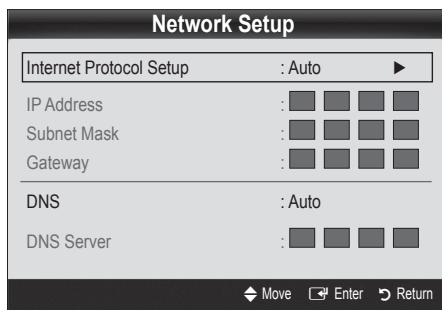 Network Setup
Internet Protocol Setup : Auto ►
IP Address :
Subnet Mask :
Gateway :
DNS : Auto
DNS Server :
Move Enter Return